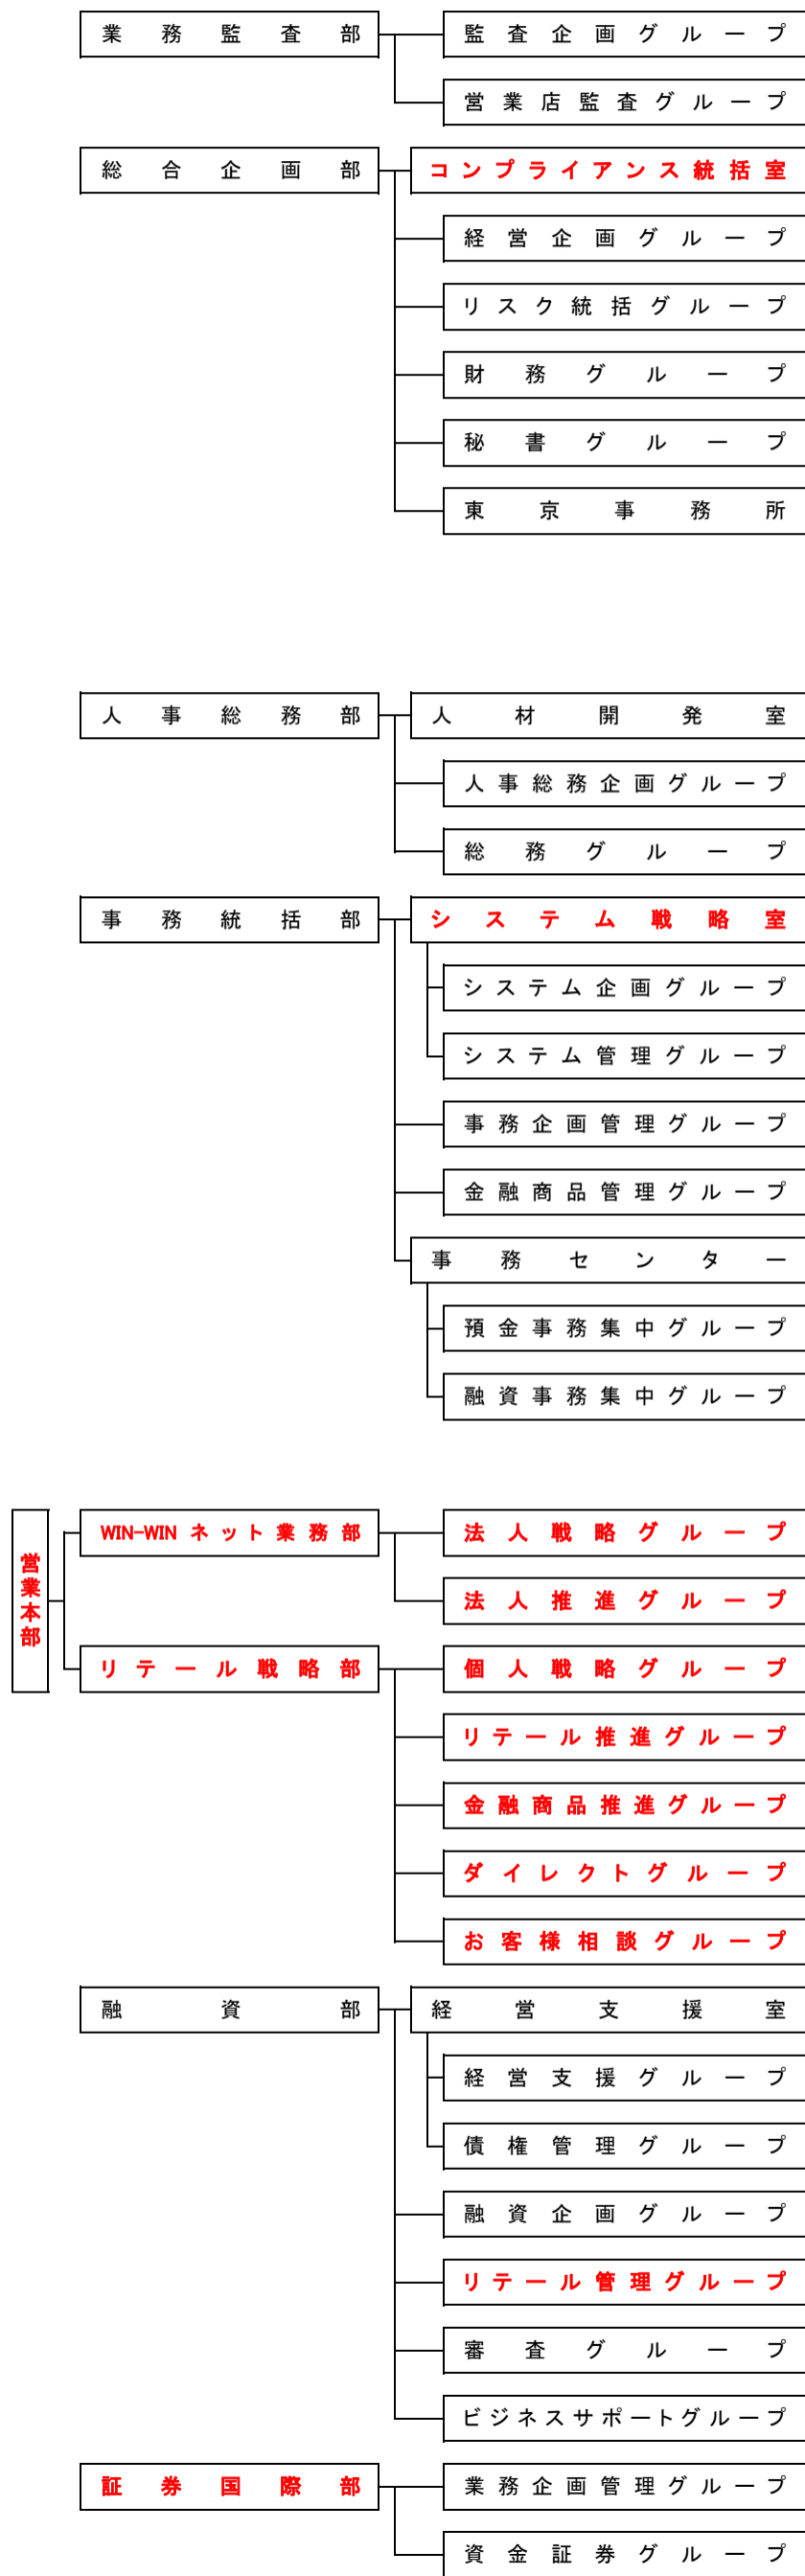 業務監査部
監査企画グループ
営業店監査グループ
総合企画部
コンプライアンス統括室
経営企画グループ
リスク統括グループ
財務グループ
秘書グループ
東京事務所
人事総務部
人材開発室
人事総務企画グループ
総務グループ
事務統括部
システム戦略室
システム企画グループ
システム管理グループ
事務企画管理グループ
金融商品管理グループ
事務センター
預金事務集中グループ
融資事務集中グループ
営業本部
WIN-WINネット業務部
法人戦略グループ
法人推進グループ
リテール戦略部
個人戦略グループ
リテール推進グループ
金融商品推進グループ
ダイレクトグループ
お客様相談グループ
融資部
経営支援室
経営支援グループ
債権管理グループ
融資企画グループ
リテール管理グループ
審査グループ
ビジネスサポートグループ
証券国際部
業務企画管理グループ
資金証券グループ